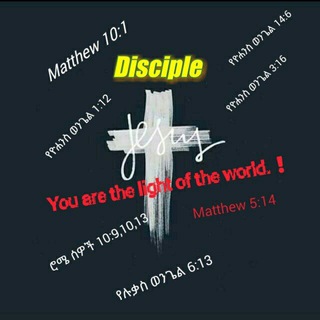 Matthew 10:1
የዮሐንስ ወንጌል 14:6
Disciple
የዮሐንስ ወንጌል 3:16
የዮሐንስ ወንጌል 1:12
Jesus
You are the light of the world. !
Matthew 5:14
ሮሜ ሰዎች 10:9,10,13
የሉቃስ ወንጌል 6:13